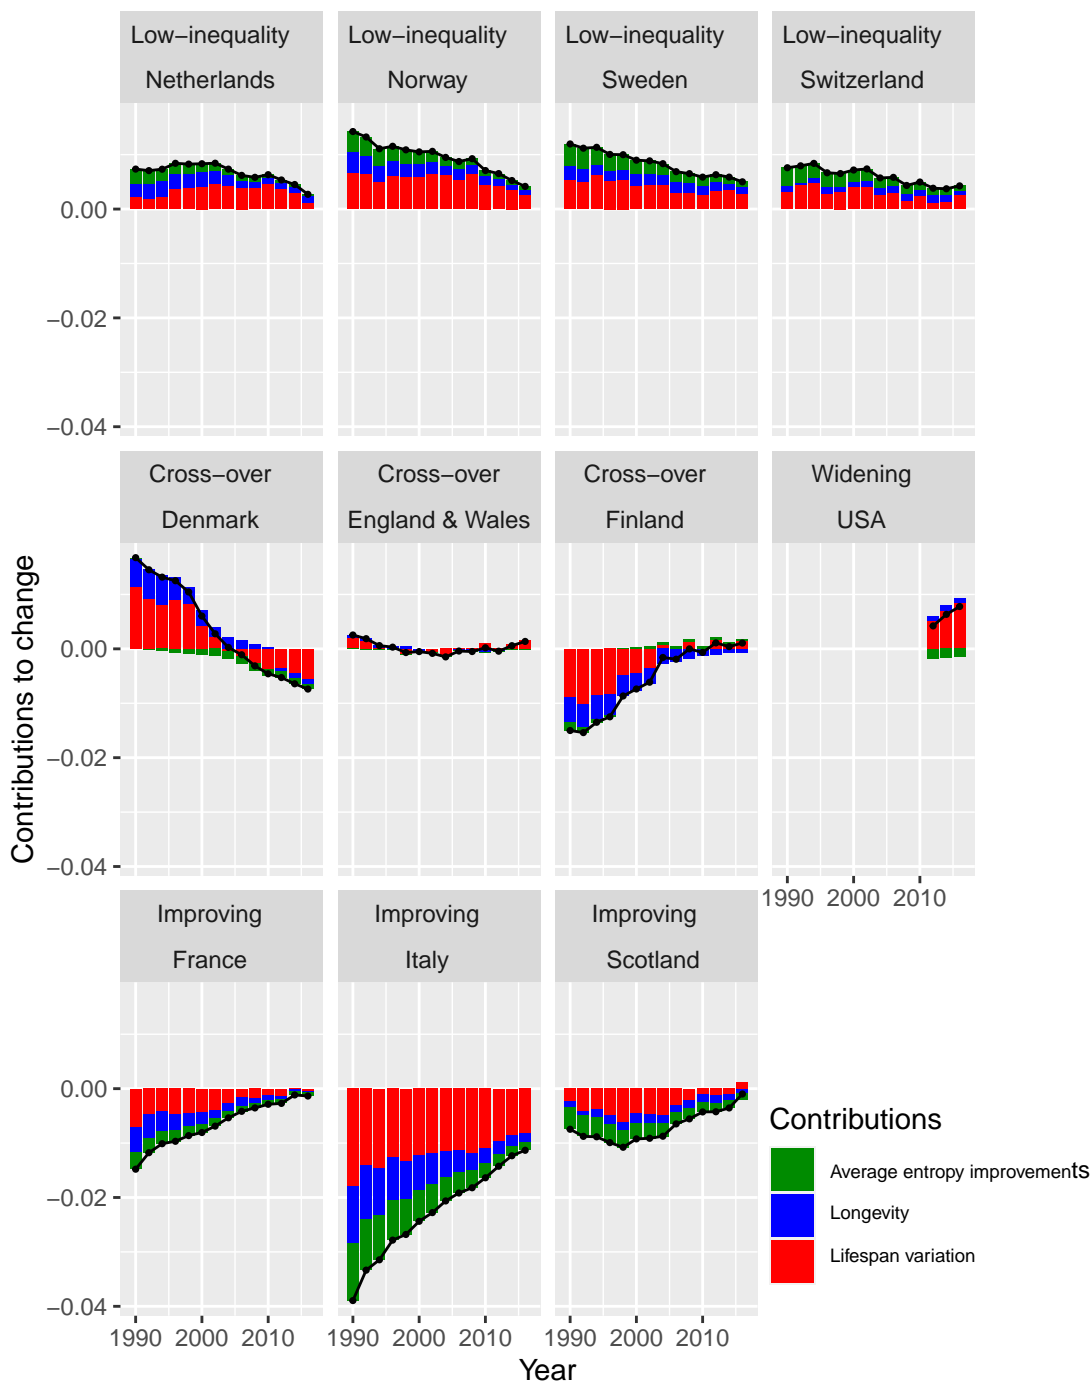 Low−inequality
Low−inequality
Low−inequality
Low−inequality
Netherlands
Norway
Sweden
Switzerland
0.00
−0.02
−0.04
Cross−over
Cross−over
Cross−over
Widening
Denmark
England & Wales
Finland
USA
0.00
−0.02
−0.04
1990 2000 2010
Contributions to change
Improving
Improving
Improving
France
Italy
Scotland
0.00
−0.02
−0.04
1990 2000 2010
1990 2000 2010
1990 2000 2010
Year
Contributions
Average entropy improvements
Longevity
Lifespan variation